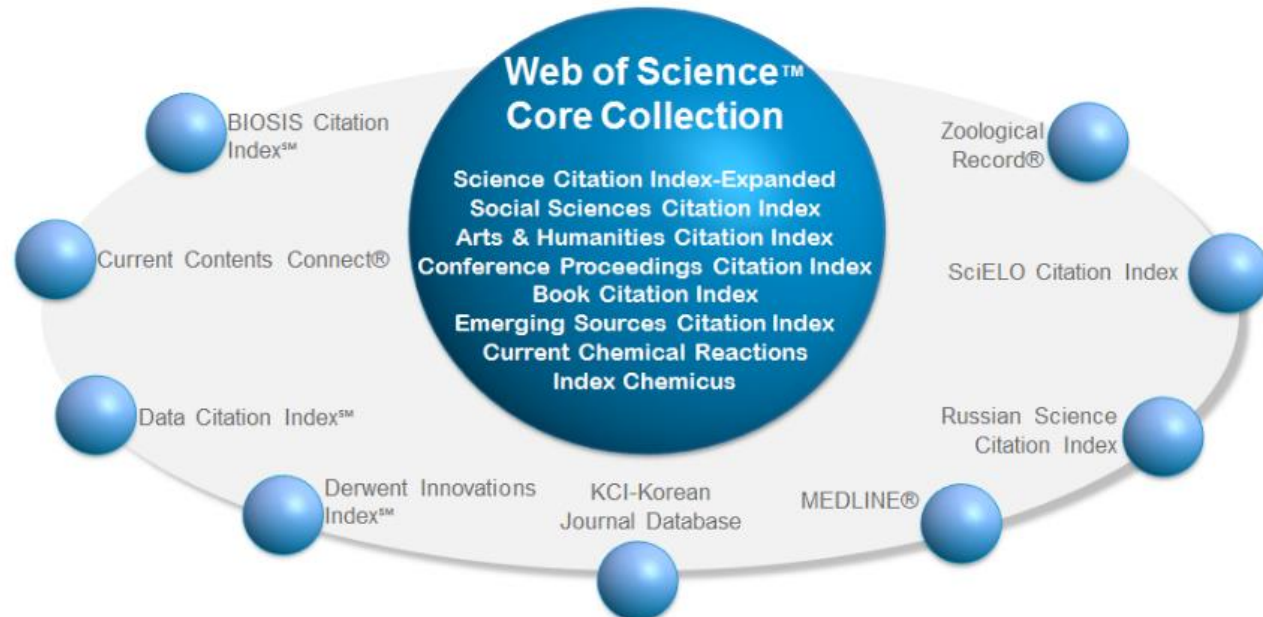 Web of Science™
Core Collection
Science Citation Index-Expanded
Social Sciences Citation Index
Arts & Humanities Citation Index
Conference Proceedings Citation Index
Book Citation Index
Emerging Sources Citation Index
Current Chemical Reactions
Index Chemicus
BIOSIS Citation
Index℠
Current Contents Connect®
Data Citation Index℠
Derwent Innovations
Index℠
KCI-Korean
Journal Database
MEDLINE®
Russian Science
Citation Index
SciELO Citation Index
Zoological
Record®